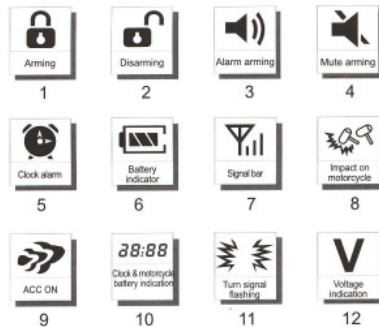 Arming
Disarming
Alarm arming
Mute arming
1
2
3
4
Clock alarm
Battery
indicator
Signal bar
Impact on
motorcycle
5
6
7
8
ACC ON
88:88
Clock & motorcycle
battery indication
Turn signal
flashing
V
Voltage
indication
9
10
11
12